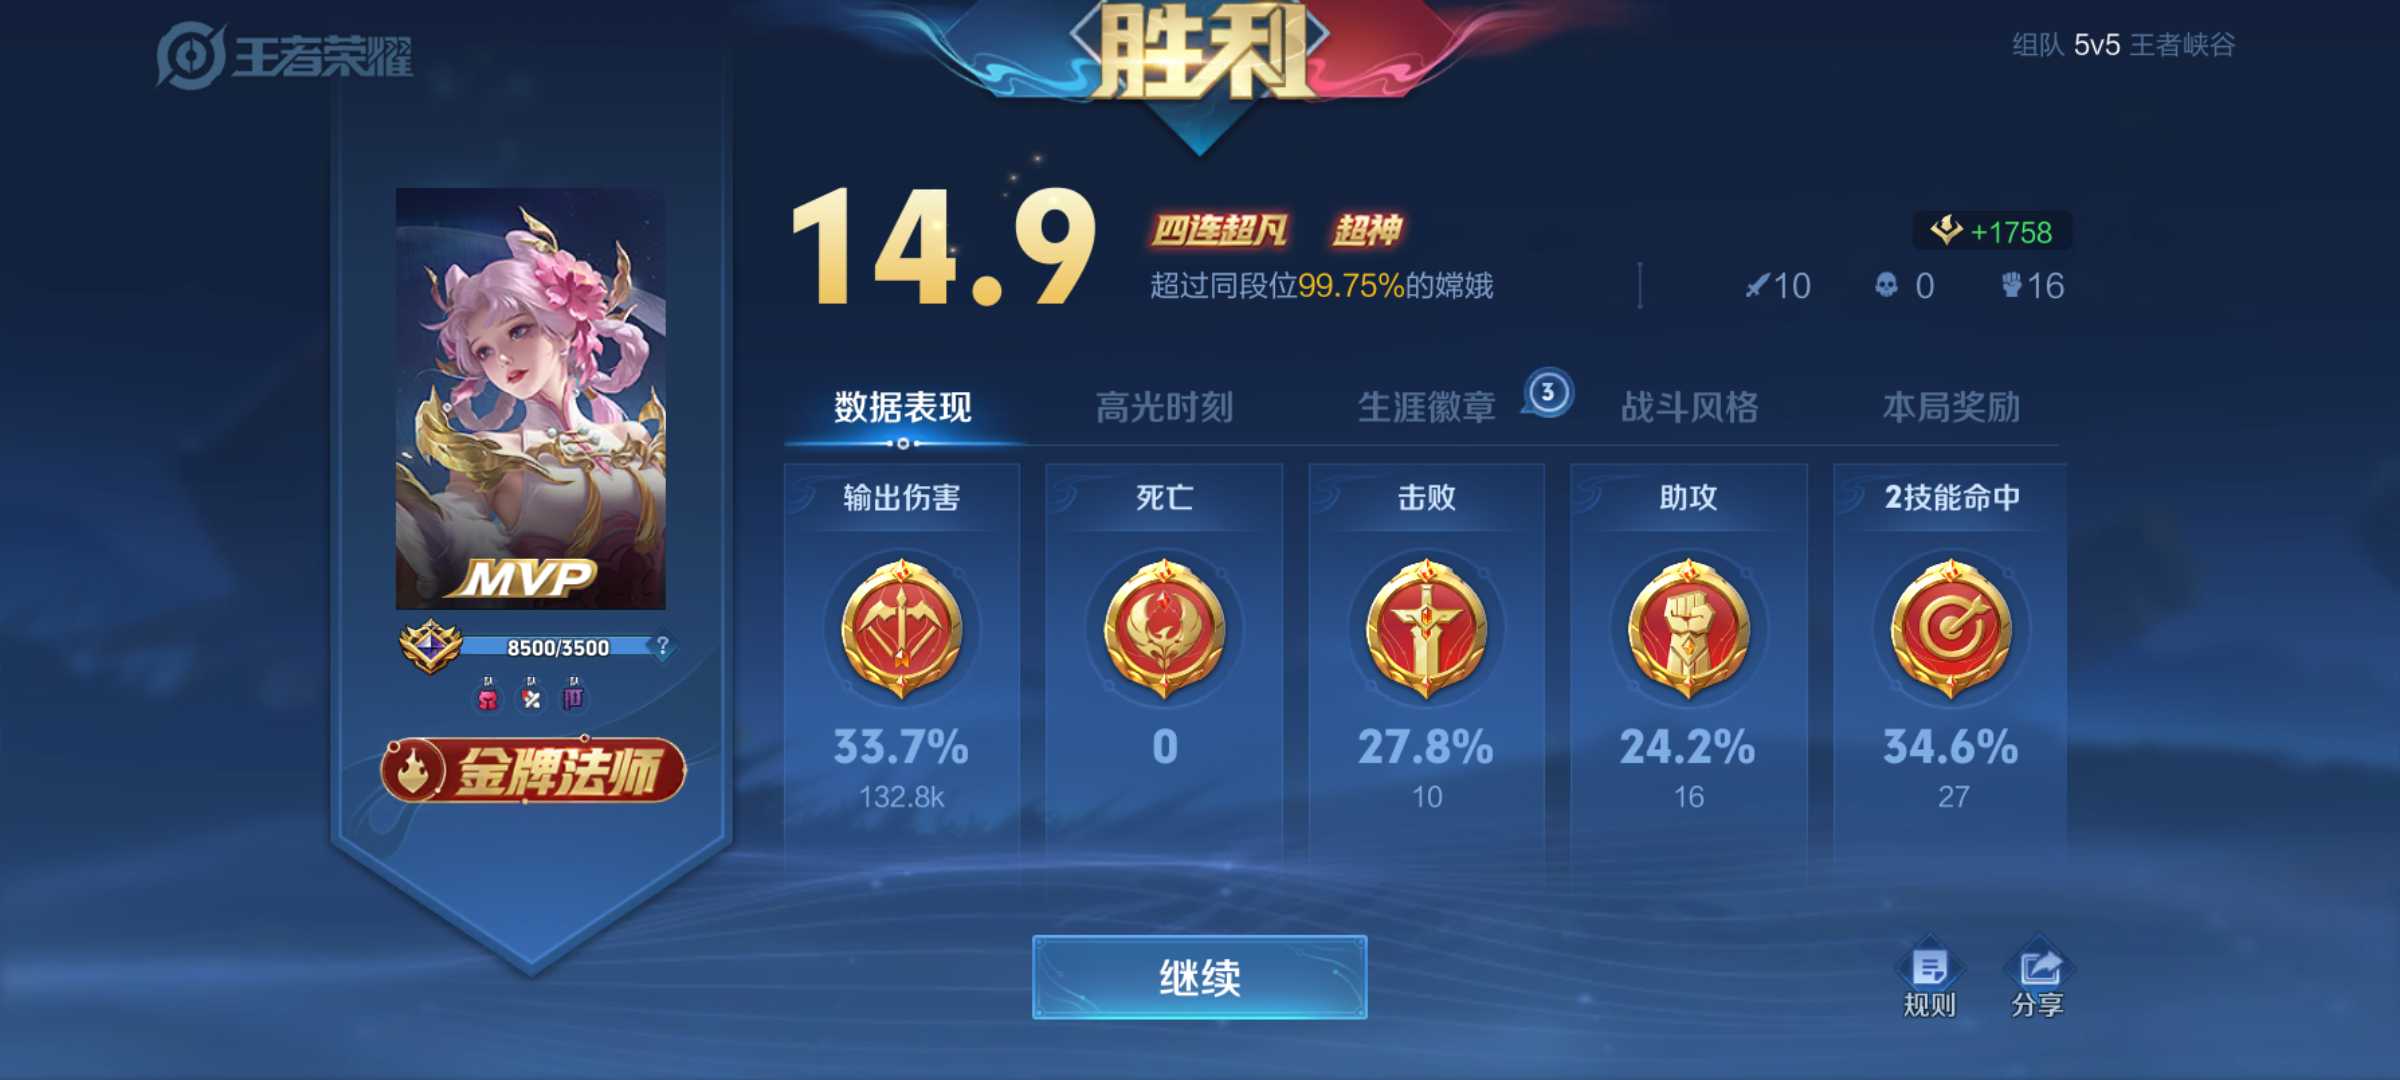 王者荣耀
胜利
组队 5v5 王者峡谷
14.9
四连超凡 超神
+1758
超过同段位99.75%的嫦娥
10 0 16
数据表现 高光时刻 生涯徽章 3 战斗风格 本局奖励
MVP
8500/3500 ?
队 队 队
金牌法师
输出伤害 死亡 击败 助攻 2技能命中
33.7% 0 27.8% 24.2% 34.6%
132.8k 10 16 27
继续
规则 分享